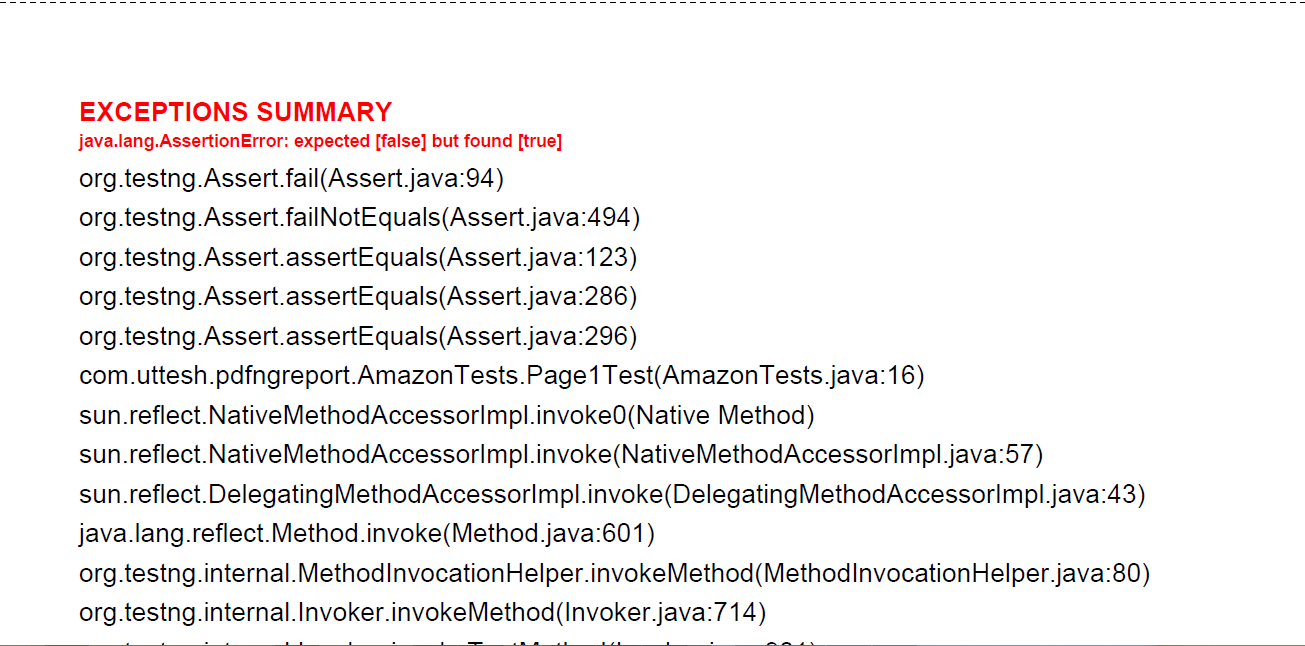 EXCEPTIONS SUMMARY
java.lang.AssertionError: expected [false] but found [true]
org.testng.Assert.fail(Assert.java:94)
org.testng.Assert.failNotEquals(Assert.java:494)
org.testng.Assert.assertEquals(Assert.java:123)
org.testng.Assert.assertEquals(Assert.java:286)
org.testng.Assert.assertEquals(Assert.java:296)
com.uttesh.pdfngreport.AmazonTests.Page1Test(AmazonTests.java:16)
sun.reflect.NativeMethodAccessorImpl.invoke0(Native Method)
sun.reflect.NativeMethodAccessorImpl.invoke(NativeMethodAccessorImpl.java:57)
sun.reflect.DelegatingMethodAccessorImpl.invoke(DelegatingMethodAccessorImpl.java:43)
java.lang.reflect.Method.invoke(Method.java:601)
org.testng.internal.MethodInvocationHelper.invokeMethod(MethodInvocationHelper.java:80)
org.testng.internal.Invoker.invokeMethod(Invoker.java:714)